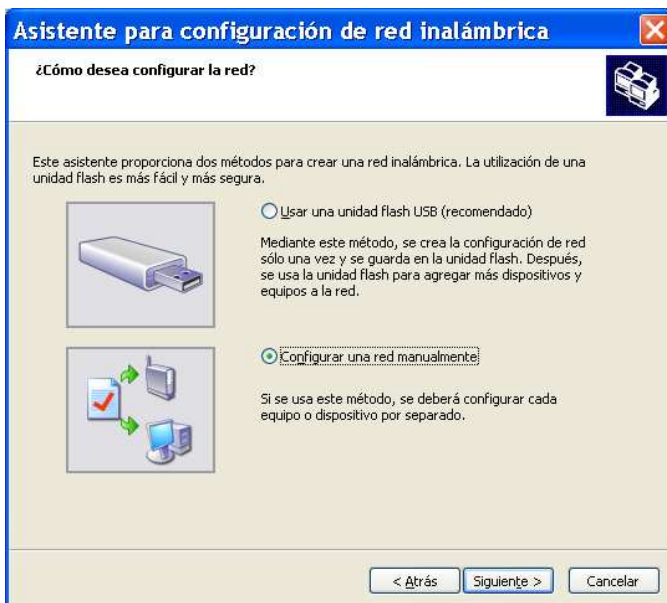 Asistente para configuración de red inalámbrica
¿Cómo desea configurar la red?
Este asistente proporciona dos métodos para crear una red inalámbrica. La utilización de una
unidad flash es más fácil y más segura.
Usar una unidad flash USB (recomendado)
Mediante este método, se crea la configuración de red
sólo una vez y se guarda en la unidad flash. Después,
se usa la unidad flash para agregar más dispositivos y
equipos a la red.
Configurar una red manualmente
Si se usa este método, se deberá configurar cada
equipo o dispositivo por separado.
< Atrás
Siguiente >
Cancelar